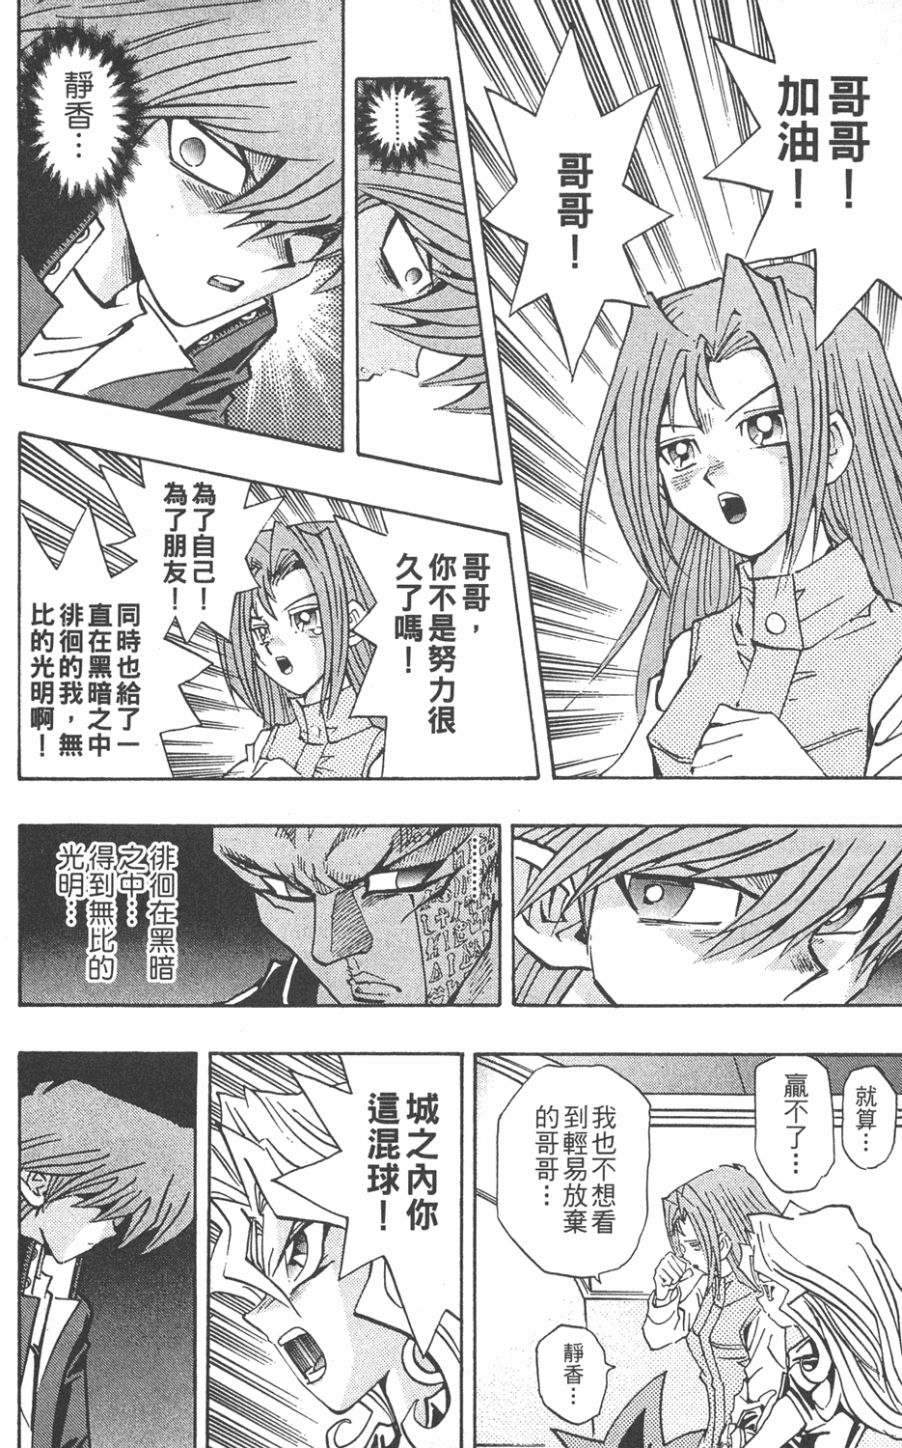 哥哥！
加油！
哥哥！
…………
靜香…
哥哥，
你不是努力很
久了嗎！
為了自己！
為了朋友！
同時也給了一
直在黑暗之中
徘徊的我，無
比的光明啊！
…………
徘徊在黑暗
之中…
得到無比的
光明…
就算…
贏不了…
我也不想看
到輕易放棄
的哥哥…
靜香…
城之內你
這混球！